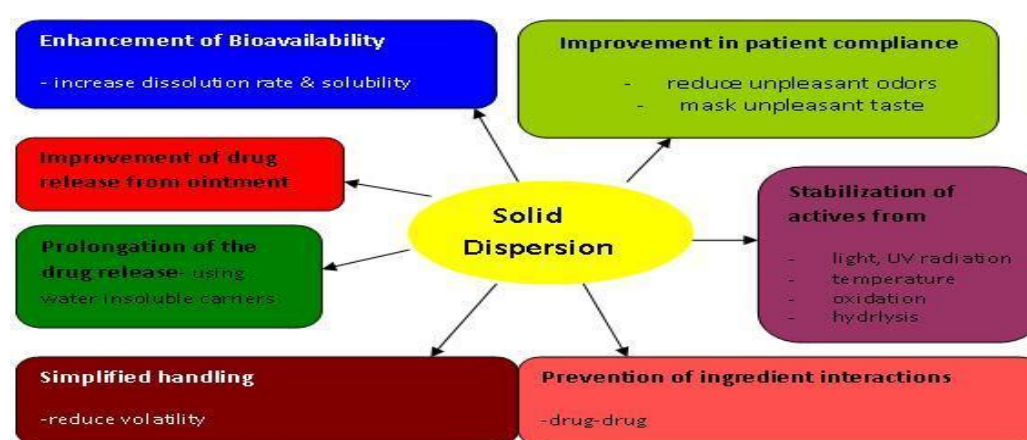 Enhancement of Bioavailability
- increase dissolution rate & solubility
Improvement in patient compliance
- reduce unpleasant odors
- mask unpleasant taste
Improvement of drug
release from ointment
Solid
Dispersion
Stabilization of
actives from
- light, UV radiation
- temperature
- oxidation
- hydrlysis
Prolongation of the
drug release- using
water insoluble carriers
Simplified handling
-reduce volatility
Prevention of ingredient interactions
-drug-drug